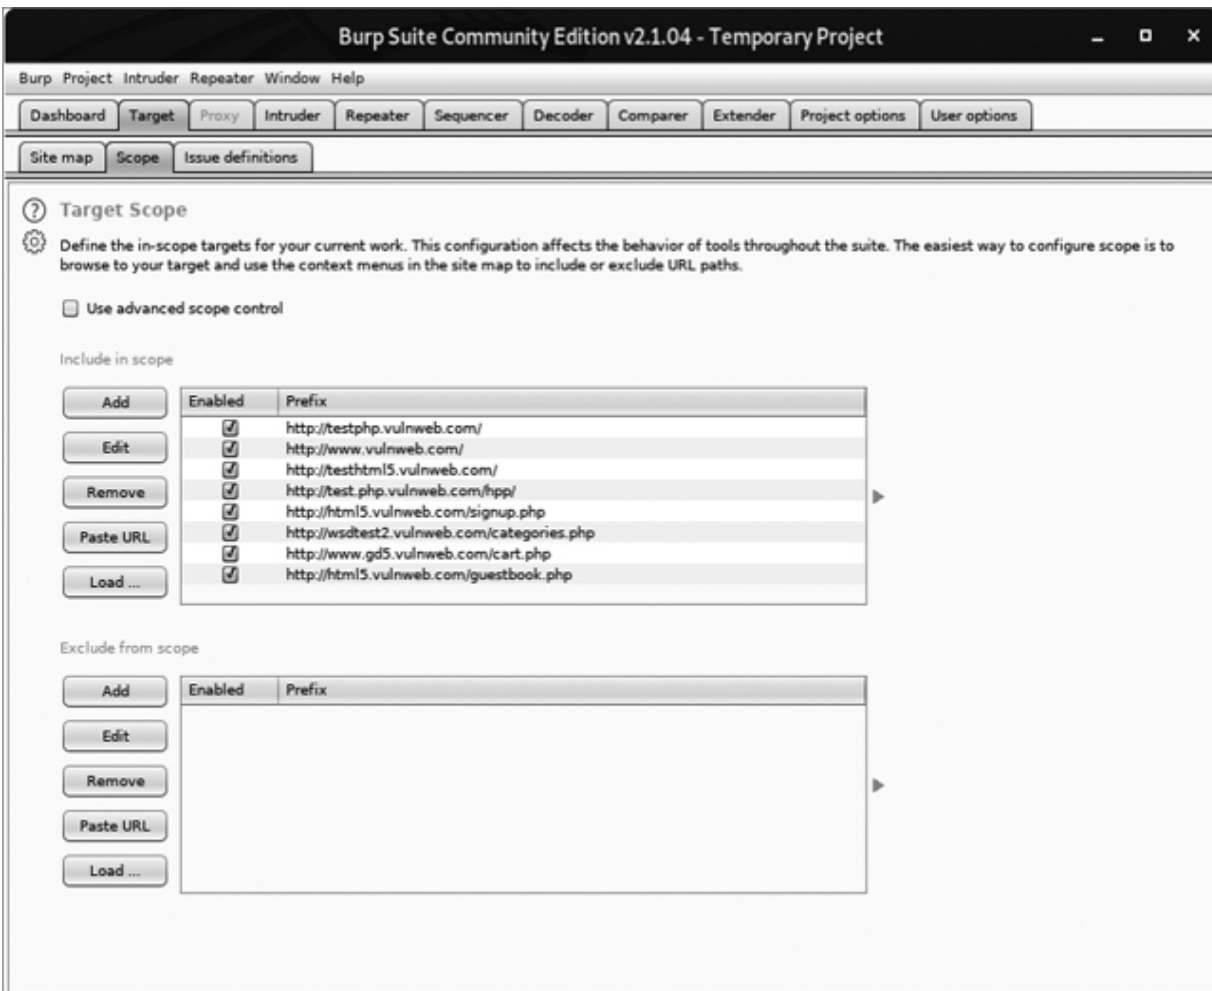 Burp Suite Community Edition v2.1.04 - Temporary Project
Burp Project Intruder Repeater Window Help
Dashboard Target Proxy Intruder Repeater Sequencer Decoder Comparer Extender Project options User options
Site map Scope Issue definitions
Target Scope
Define the in-scope targets for your current work. This configuration affects the behavior of tools throughout the suite. The easiest way to configure scope is to
browse to your target and use the context menus in the site map to include or exclude URL paths.
Use advanced scope control
Include in scope
Add
Edit
Remove
Paste URL
Load ...
Enabled Prefix
http://testphp.vulnweb.com/
http://www.vulnweb.com/
http://testhtml5.vulnweb.com/
http://test.php.vulnweb.com/hpp/
http://html5.vulnweb.com/signup.php
http://wsdtest2.vulnweb.com/categories.php
http://www.gd5.vulnweb.com/cart.php
http://html5.vulnweb.com/guestbook.php
Exclude from scope
Add
Edit
Remove
Paste URL
Load ...
Enabled Prefix